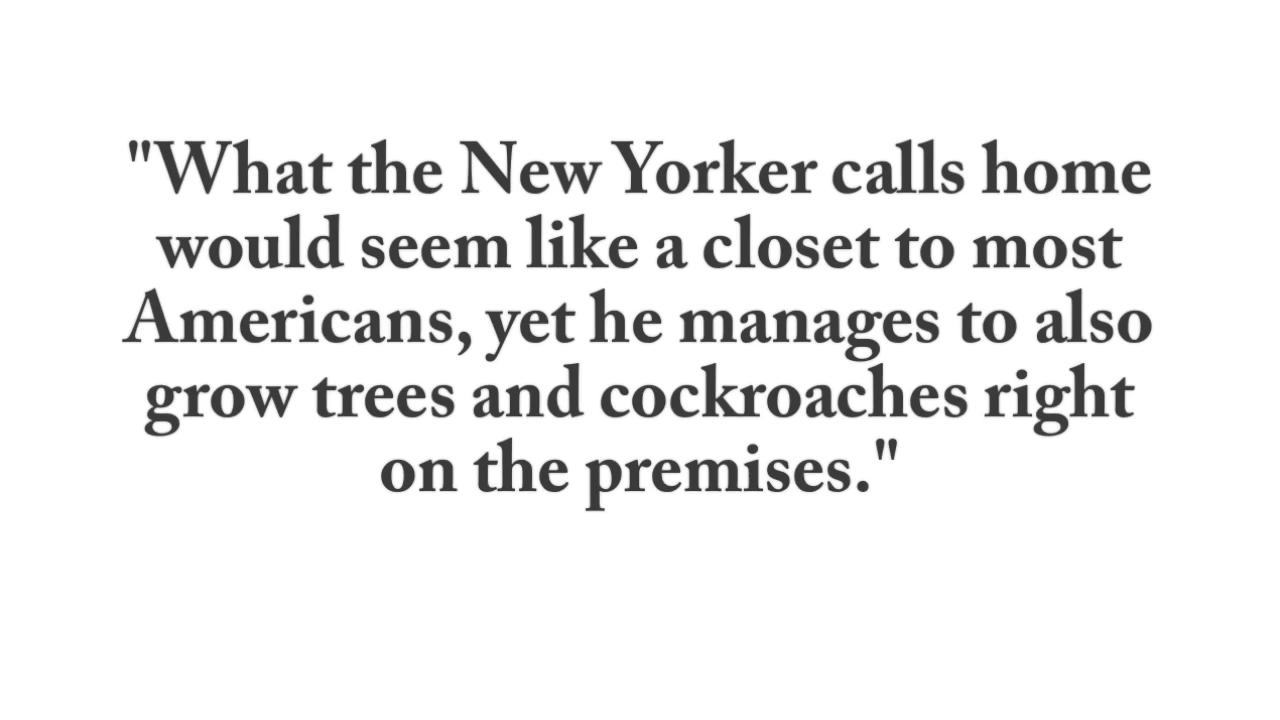 "What the New Yorker calls home
would seem like a closet to most
Americans, yet he manages to also
grow trees and cockroaches right
on the premises."